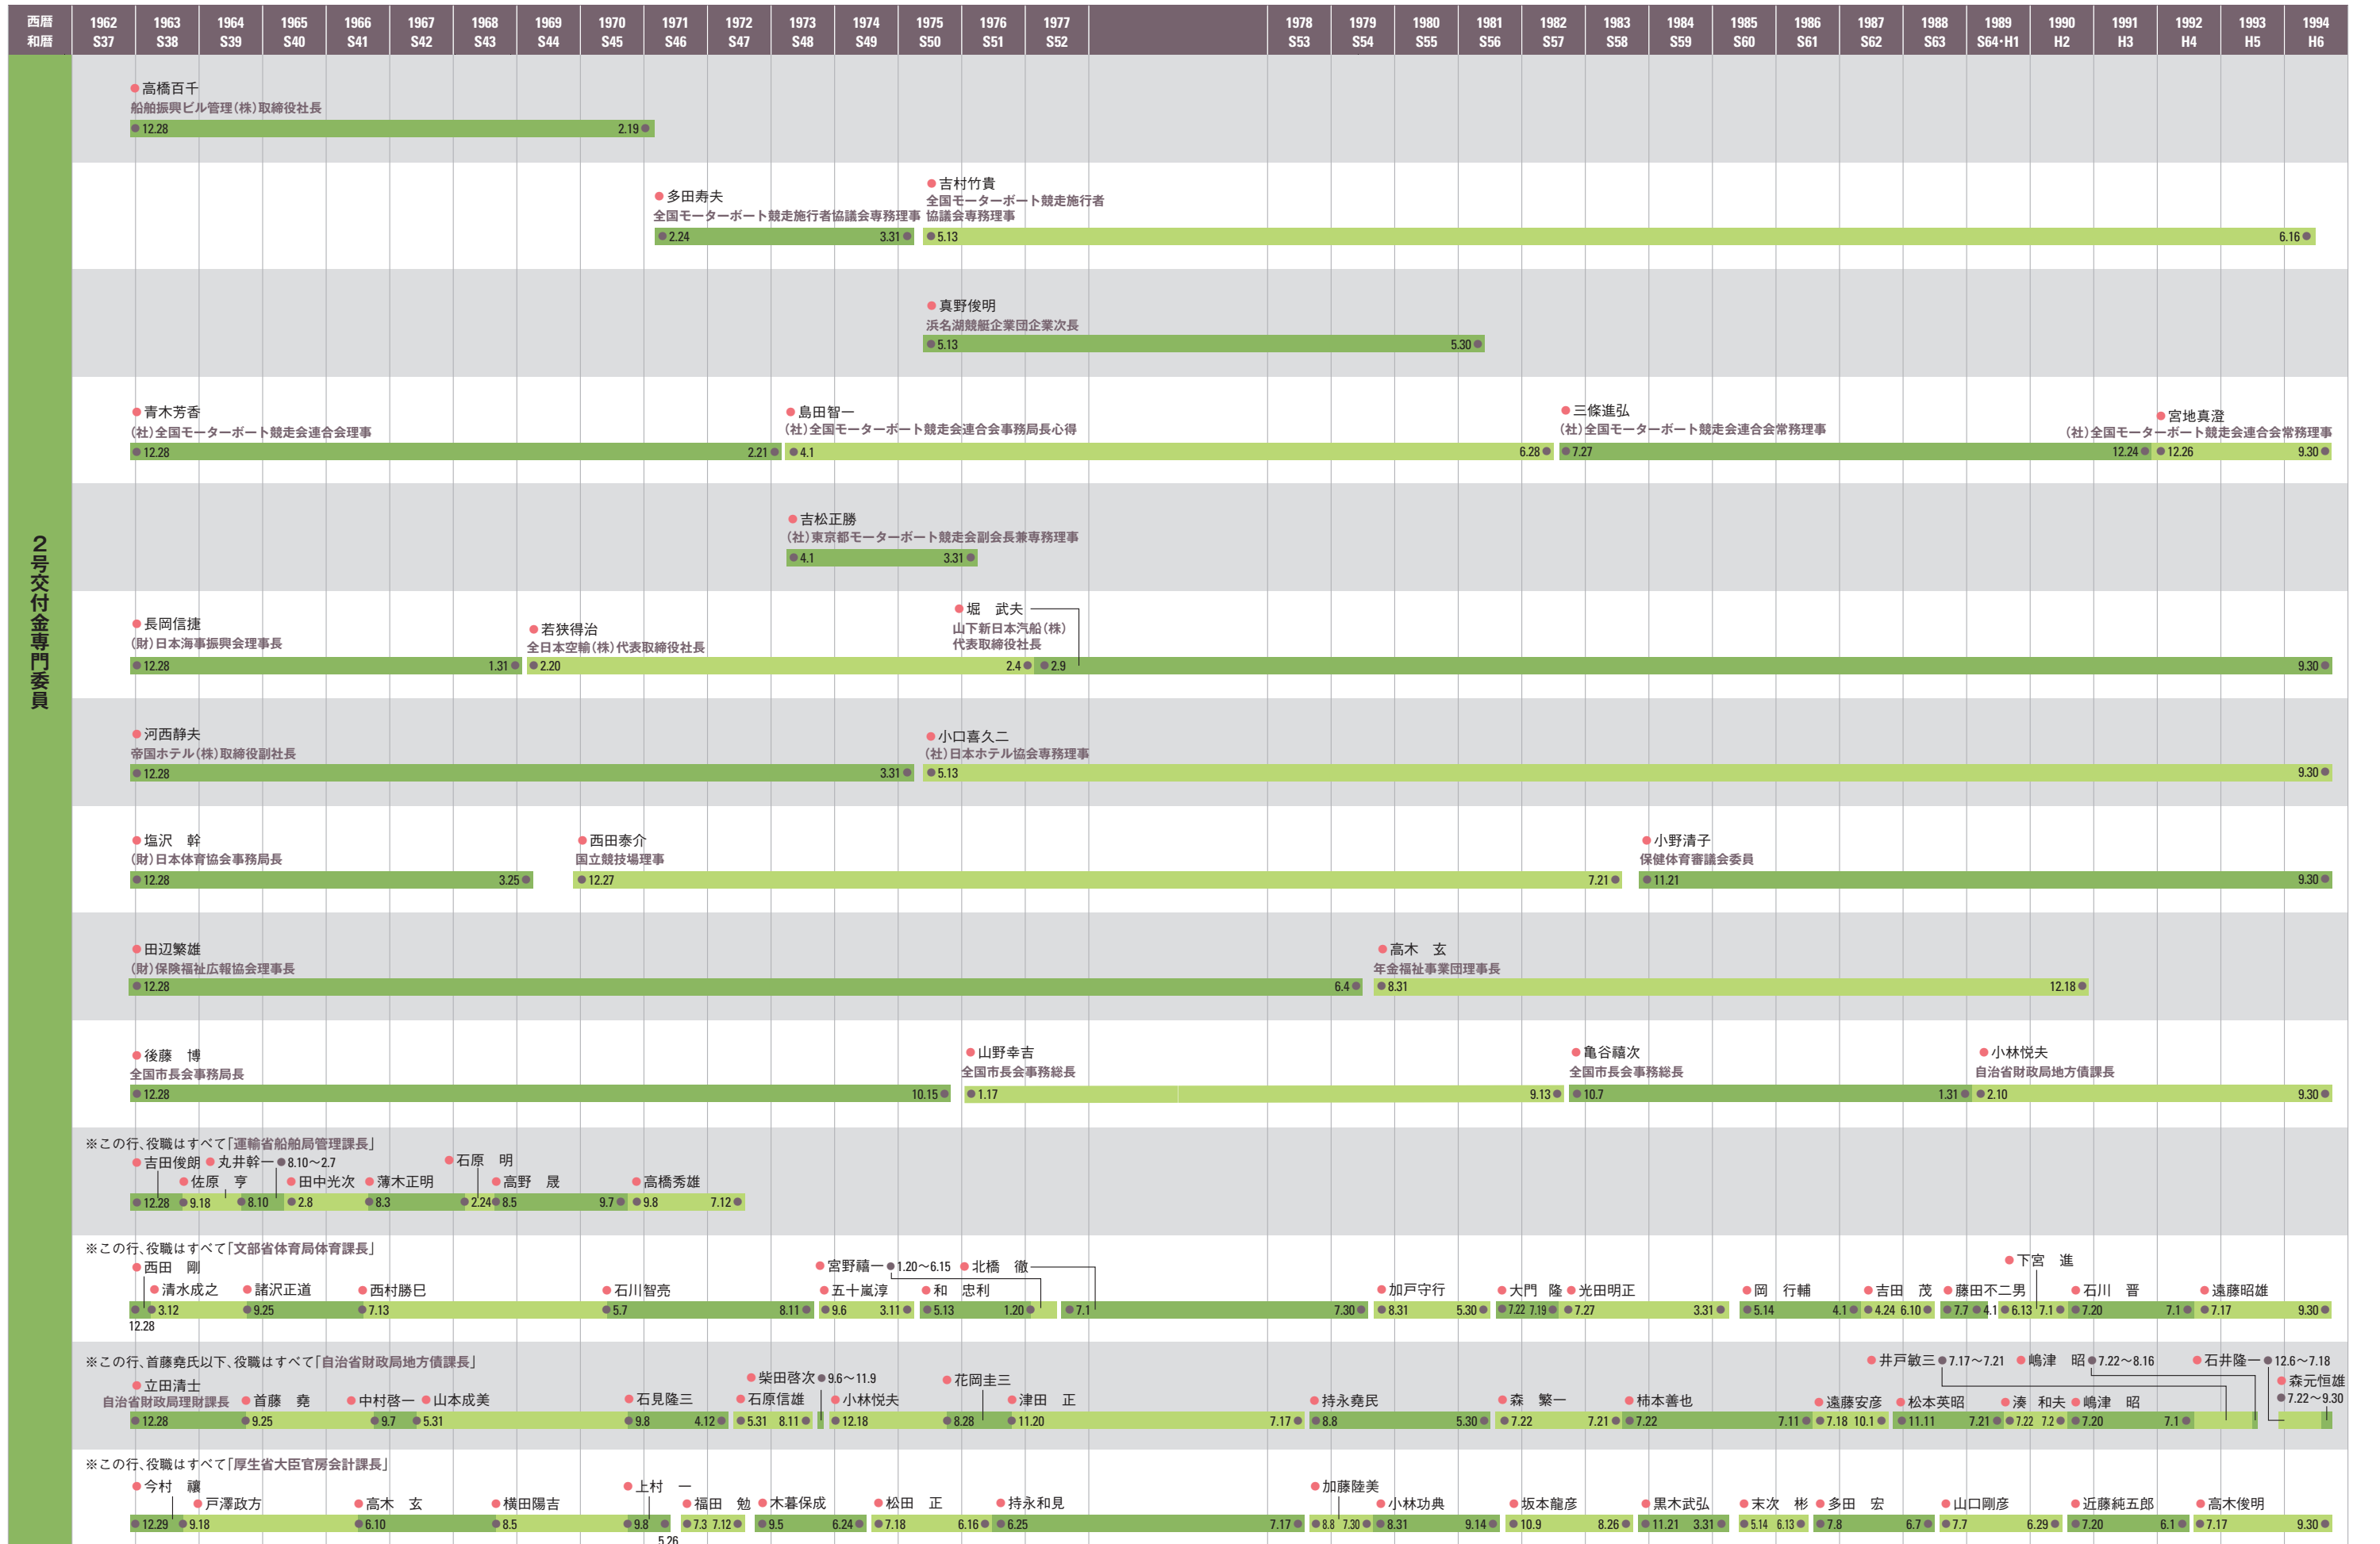 西暦 1962 1963 1964 1965 1966 1967 1968 1969 1970 1971 1972 1973 1974 1975 1976 1977 1978 1979 1980 1981 1982 1983 1984 1985 1986 1987 1988 1989 1990 1991 1992 1993 1994
和暦 S37 S38 S39 S40 S41 S42 S43 S44 S45 S46 S47 S48 S49 S50 S51 S52 S53 S54 S55 S56 S57 S58 S59 S60 S61 S62 S63 S64・H1 H2 H3 H4 H5 H6
2号交付金専門委員
高橋百千
船舶振興ビル管理(株)取締役社長
12.28 2.19
吉村竹貴
多田寿夫 全国モーターボート競走施行者
全国モーターボート競走施行者協議会専務理事 協議会専務理事
2.24 3.31 5.13 6.16
真野俊明
浜名湖競艇企業団企業次長
5.13 5.30
青木芳香 島田智一 三條進弘 宮地真澄
(社)全国モーターボート競走会連合会理事 (社)全国モーターボート競走会連合会事務局長心得 (社)全国モーターボート競走会連合会常務理事 (社)全国モーターボート競走会連合会常務理事
12.28 2.21 4.1 6.28 7.27 12.24 12.26 9.30
吉松正勝
(社)東京都モーターボート競走会副会長兼専務理事
4.1 3.31
堀 武夫
長岡信捷 若狭得治 山下新日本汽船(株)
(財)日本海事振興会理事長 全日本空輸(株)代表取締役社長 代表取締役社長
12.28 1.31 2.20 2.4 2.9 9.30
河西静夫 小口喜久二
帝国ホテル(株)取締役副社長 (社)日本ホテル協会専務理事
12.28 3.31 5.13 9.30
塩沢 幹 西田泰介 小野清子
(財)日本体育協会事務局長 国立競技場理事 保健体育審議会委員
12.28 3.25 12.27 7.21 11.21 9.30
田辺繁雄 高木 玄
(財)保険福祉広報協会理事長 年金福祉事業団理事長
12.28 6.4 8.31 12.18
後藤 博 山野幸吉 亀谷禧次 小林悦夫
全国市長会事務局長 全国市長会事務総長 全国市長会事務総長 自治省財政局地方債課長
12.28 10.15 1.17 9.13 10.7 1.31 2.10 9.30
※この行、役職はすべて「運輸省船舶局管理課長」
吉田俊朗 丸井幹一 8.10～2.7 石原 明
佐原 亨 田中光次 薄木正明 高野 晟 高橋秀雄
12.28 9.18 8.10 2.8 8.3 2.24 8.5 9.7 9.8 7.12
※この行、役職はすべて「文部省体育局体育課長」
西田 剛 宮野禧一 1.20～6.15 北橋 徹 下宮 進
清水成之 諸沢正道 西村勝巳 石川智亮 五十嵐淳 和 忠利 加戸守行 大門 隆 光田明正 岡 行輔 吉田 茂 藤田不二男 石川 晋 遠藤昭雄
3.12 9.25 7.13 5.7 8.11 9.6 3.11 5.13 1.20 7.1 7.30 8.31 5.30 7.22 7.19 7.27 3.31 5.14 4.1 4.24 6.10 7.7 4.1 6.13 7.1 7.20 7.1 7.17 9.30
12.28
※この行、首藤堯氏以下、役職はすべて「自治省財政局地方債課長」
立田清士 柴田啓次 9.6～11.9 花岡圭三 井戸敏三 7.17～7.21 嶋津 昭 7.22～8.16 石井隆一 12.6～7.18
森元恒雄
自治省財政局理財課長 首藤 堯 中村啓一 山本成美 石見隆三 石原信雄 小林悦夫 津田 正 持永堯民 森 繁一 柿本善也 遠藤安彦 松本英昭 湊 和夫 嶋津 昭 7.22～9.30
12.28 9.25 9.7 5.31 9.8 4.12 5.31 8.11 12.18 8.28 11.20 7.17 8.8 5.30 7.22 7.21 7.22 7.11 7.18 10.1 11.11 7.21 7.22 7.2 7.20 7.1
※この行、役職はすべて「厚生省大臣官房会計課長」
今村 讓 上村 一 加藤陸美
戸澤政方 高木 玄 横田陽吉 福田 勉 木暮保成 松田 正 持永和見 小林功典 坂本龍彦 黒木武弘 末次 彬 多田 宏 山口剛彦 近藤純五郎 高木俊明
12.29 9.18 6.10 8.5 9.8 7.3 7.12 9.5 6.24 7.18 6.16 6.25 7.17 8.8 7.30 8.31 9.14 10.9 8.26 11.21 3.31 5.14 6.13 7.8 6.7 7.7 6.29 7.20 6.1 7.17 9.30
5.26